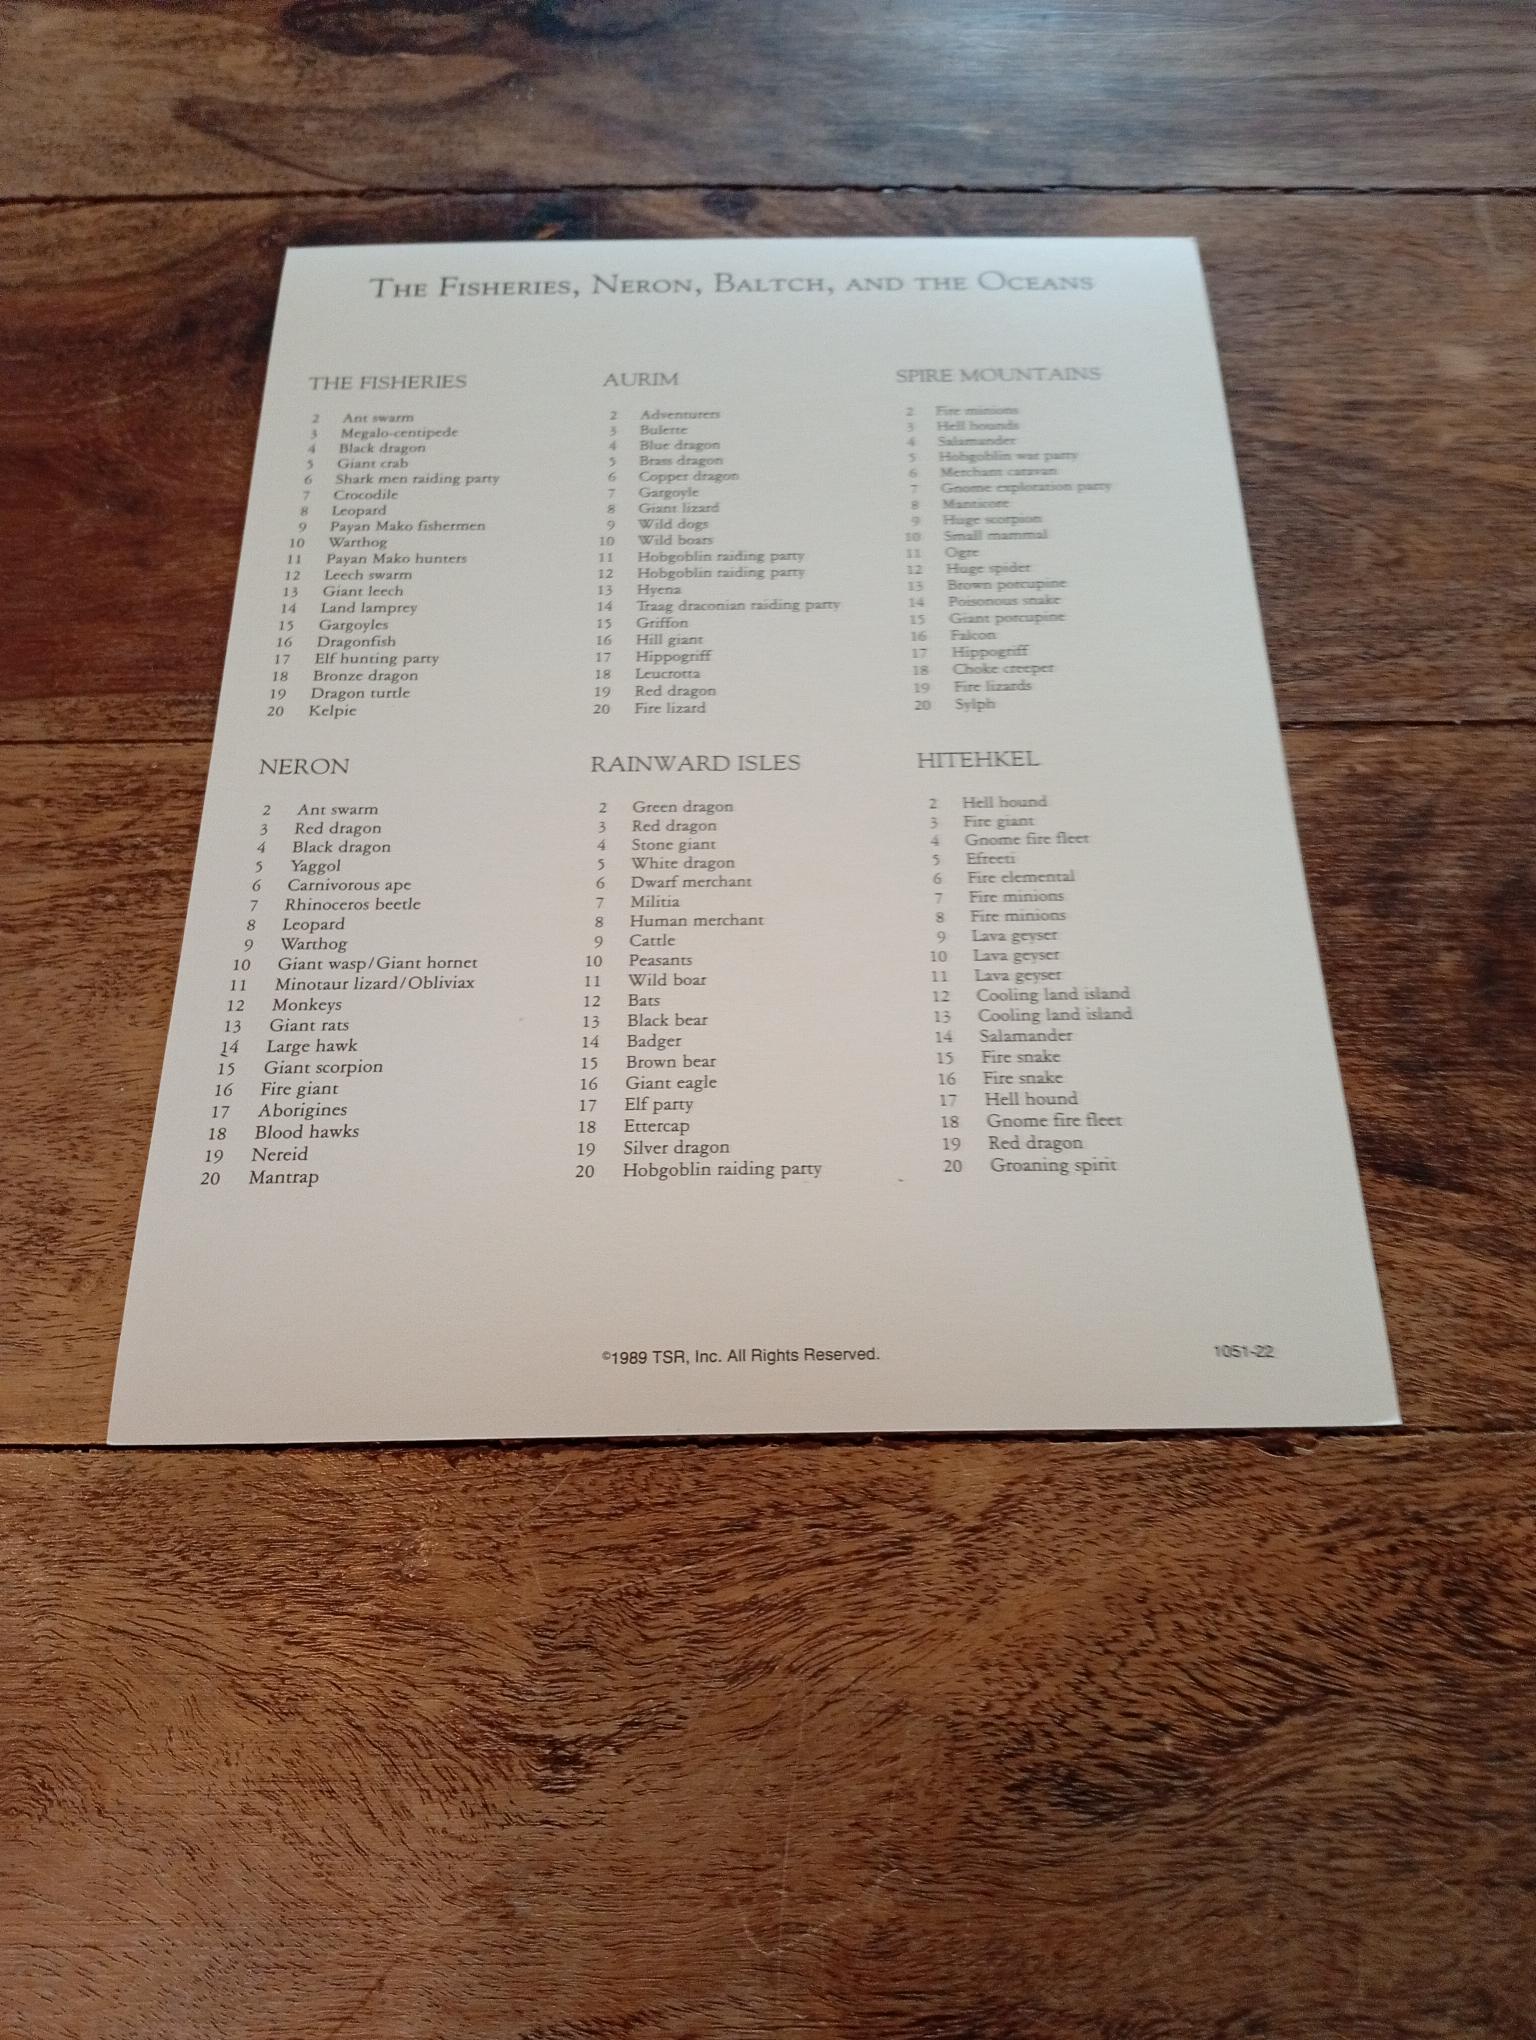 The Fisheries, Neron, Baltch, and the Oceans
THE FISHERIES
2 Ant swarm
3 Megalo-centipede
4 Black dragon
5 Giant crab
6 Shark men raiding party
7 Crocodile
8 Leopard
9 Payan Mako fishermen
10 Warthog
11 Payan Mako hunters
12 Leech swarm
13 Giant leech
14 Land lamprey
15 Gargoyles
16 Dragonfish
17 Elf hunting party
18 Bronze dragon
19 Dragon turtle
20 Kelpie
AURIM
2 Adventurers
3 Bulette
4 Blue dragon
5 Brass dragon
6 Copper dragon
7 Gargoyle
8 Giant lizard
9 Wild dogs
10 Wild boars
11 Hobgoblin raiding party
12 Hobgoblin raiding party
13 Hyena
14 Traag draconian raiding party
15 Griffon
16 Hill giant
17 Hippogriff
18 Leucrotta
19 Red dragon
20 Fire lizard
SPIRE MOUNTAINS
2 Fire minions
3 Hell hounds
4 Salamander
5 Hobgoblin war party
6 Merchant caravan
7 Gnome exploration party
8 Manticore
9 Huge scorpion
10 Small mammal
11 Ogre
12 Huge spider
13 Brown porcupine
14 Poisonous snake
15 Giant porcupine
16 Falcon
17 Hippogriff
18 Choke creeper
19 Fire lizards
20 Sylph
NERON
2 Ant swarm
3 Red dragon
4 Black dragon
5 Yaggol
6 Carnivorous ape
7 Rhinoceros beetle
8 Leopard
9 Warthog
10 Giant wasp/Giant hornet
11 Minotaur lizard/Obliviax
12 Monkeys
13 Giant rats
14 Large hawk
15 Giant scorpion
16 Fire giant
17 Aborigines
18 Blood hawks
19 Nereid
20 Mantrap
RAINWARD ISLES
2 Green dragon
3 Red dragon
4 Stone giant
5 White dragon
6 Dwarf merchant
7 Militia
8 Human merchant
9 Cattle
10 Peasants
11 Wild boar
12 Bats
13 Black bear
14 Badger
15 Brown bear
16 Giant eagle
17 Elf party
18 Ettercap
19 Silver dragon
20 Hobgoblin raiding party
HITEHKEL
2 Hell hound
3 Fire giant
4 Gnome fire fleet
5 Efreeti
6 Fire elemental
7 Fire minions
8 Fire minions
9 Lava geyser
10 Lava geyser
11 Lava geyser
12 Cooling land island
13 Cooling land island
14 Salamander
15 Fire snake
16 Fire snake
17 Hell hound
18 Gnome fire fleet
19 Red dragon
20 Groaning spirit
©1989 TSR, Inc. All Rights Reserved.
1051-22